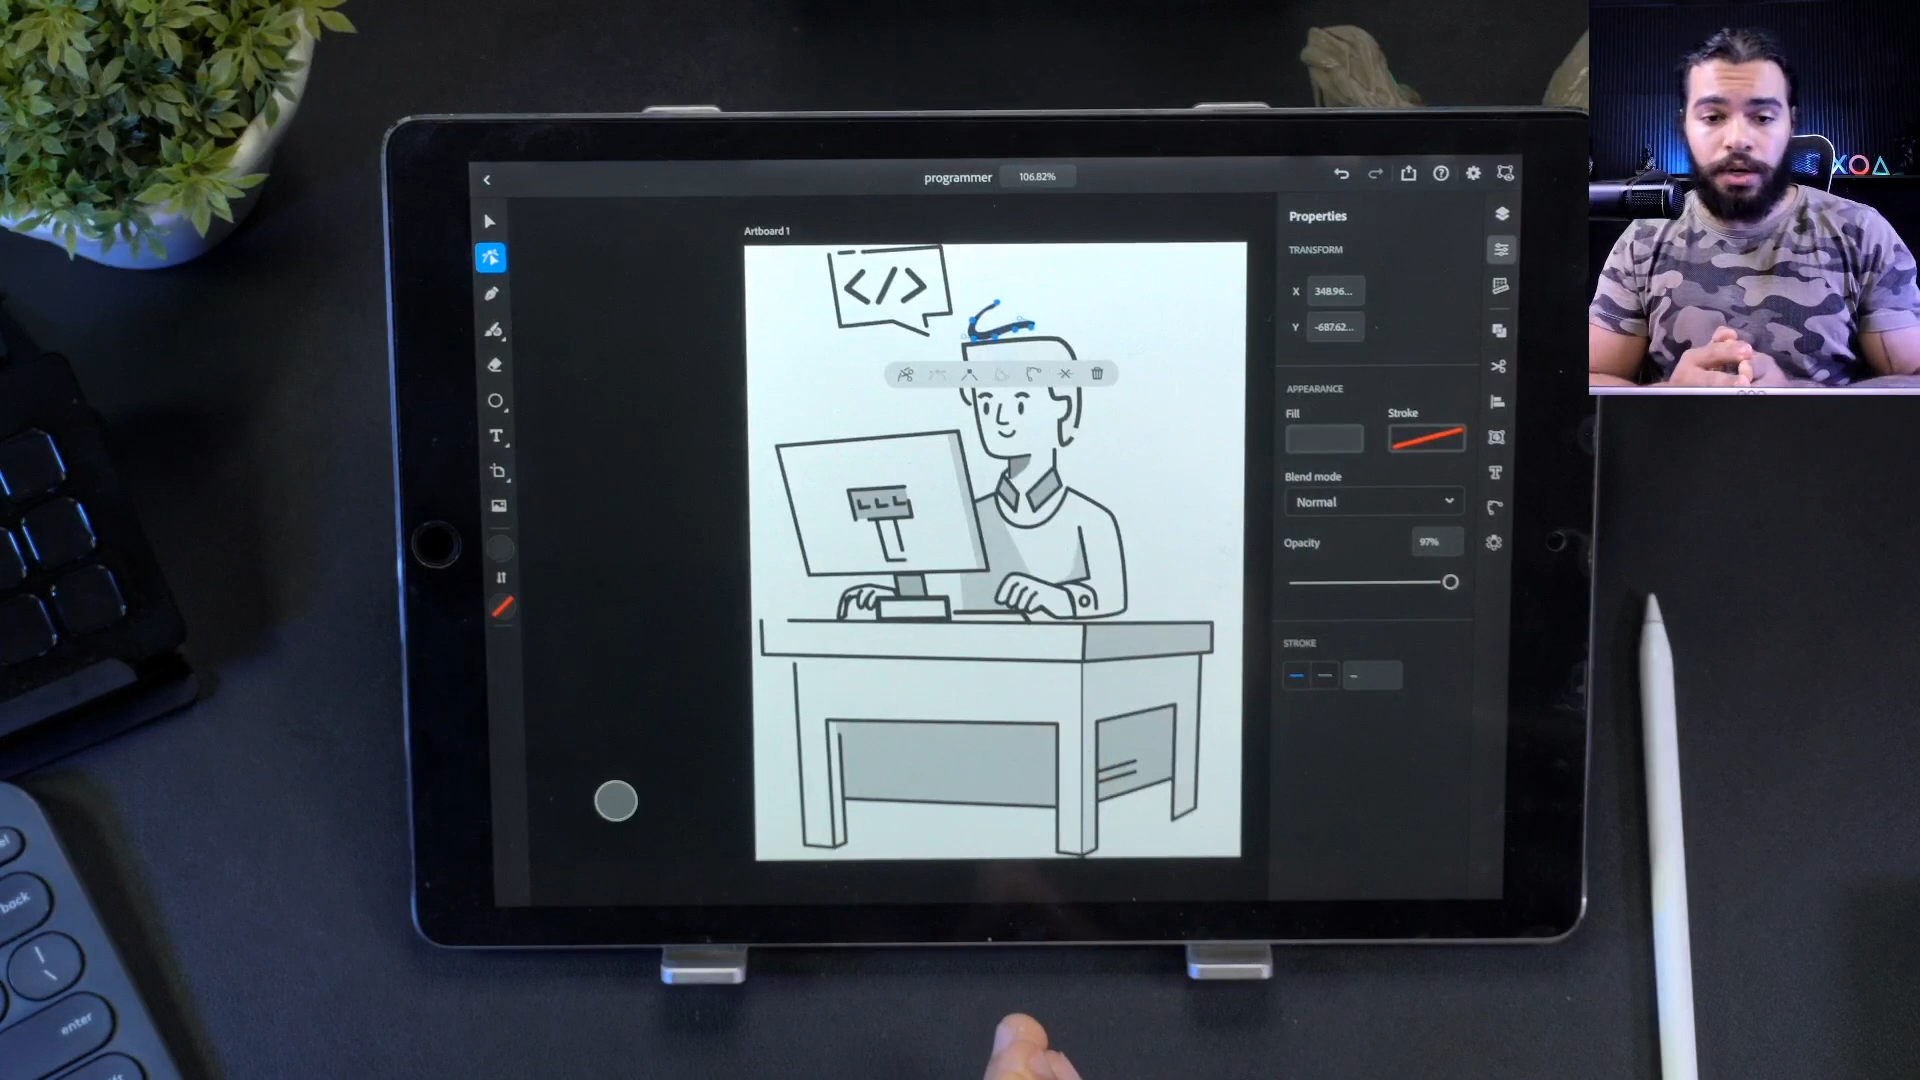 programmer
106.82%
Artboard 1
</>
Properties
TRANSFORM
X
348.96...
Y
-687.62...
APPEARANCE
Fill
Stroke
Blend mode
Normal
Opacity
97%
STROKE
T
back
enter